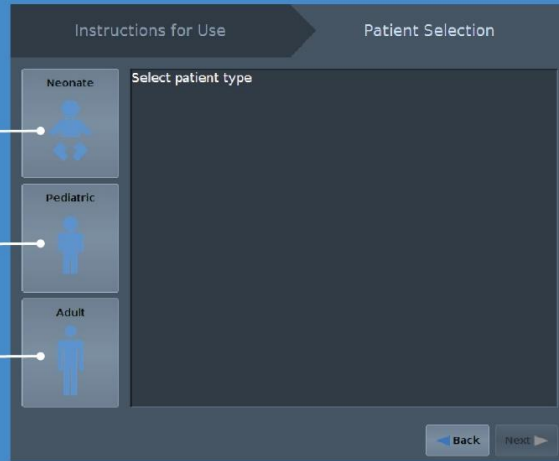 Instructions for Use
Patient Selection
Neonate
Select patient type
Pediatric
Adult
Back
Next